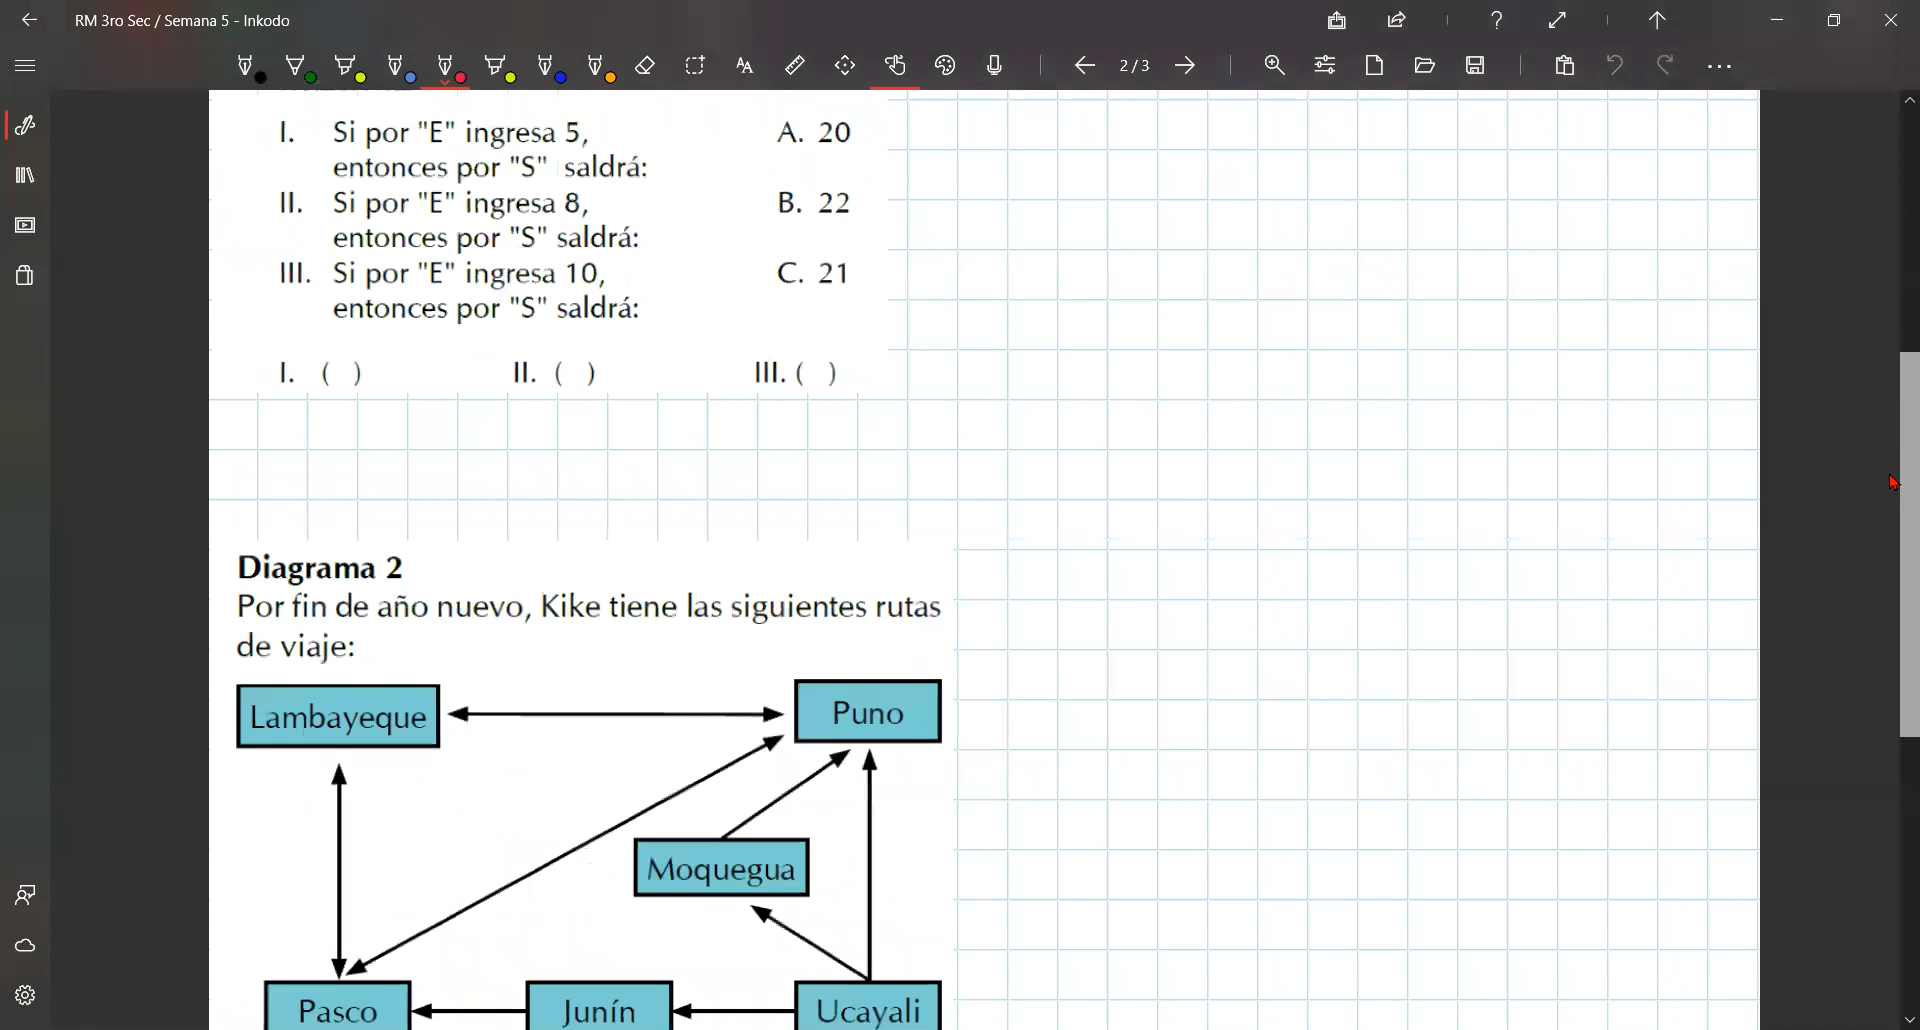 RM 3ro Sec / Semana 5 - Inkodo
2 / 3
I. Si por "E" ingresa 5, A. 20
entonces por "S" saldrá:
II. Si por "E" ingresa 8, B. 22
entonces por "S" saldrá:
III. Si por "E" ingresa 10, C. 21
entonces por "S" saldrá:
I. ( ) II. ( ) III. ( )
Diagrama 2
Por fin de año nuevo, Kike tiene las siguientes rutas
de viaje:
Lambayeque Puno
Moquegua
Pasco Junín Ucayali